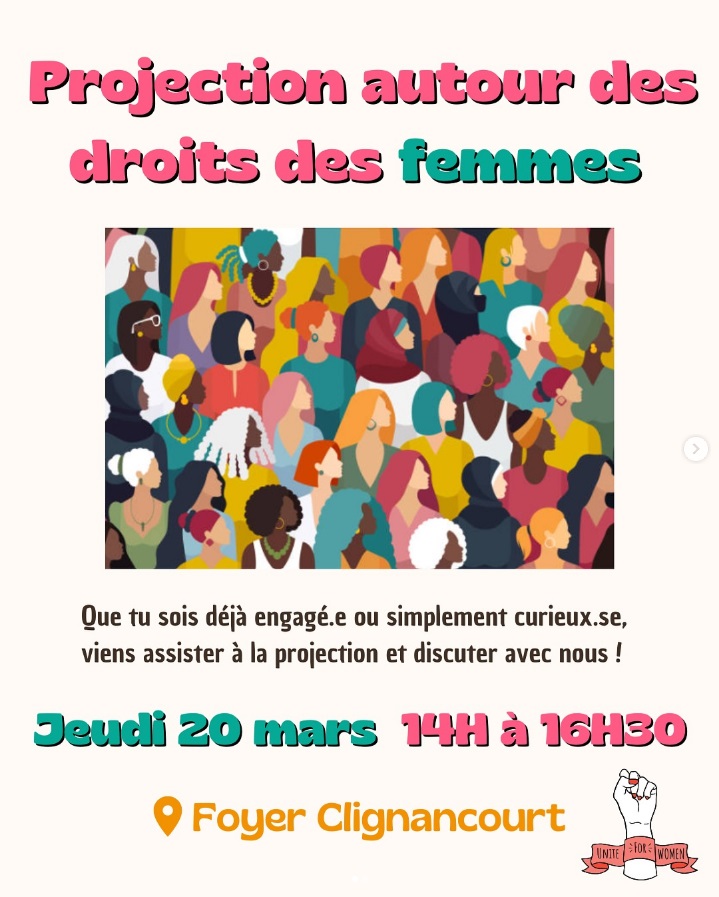 Projection autour des
droits des femmes
Que tu sois déjà engagé.e ou simplement curieux.se,
viens assister à la projection et discuter avec nous !
Jeudi 20 mars 14H à 16H30
Foyer Clignancourt
UNITE FOR WOMEN